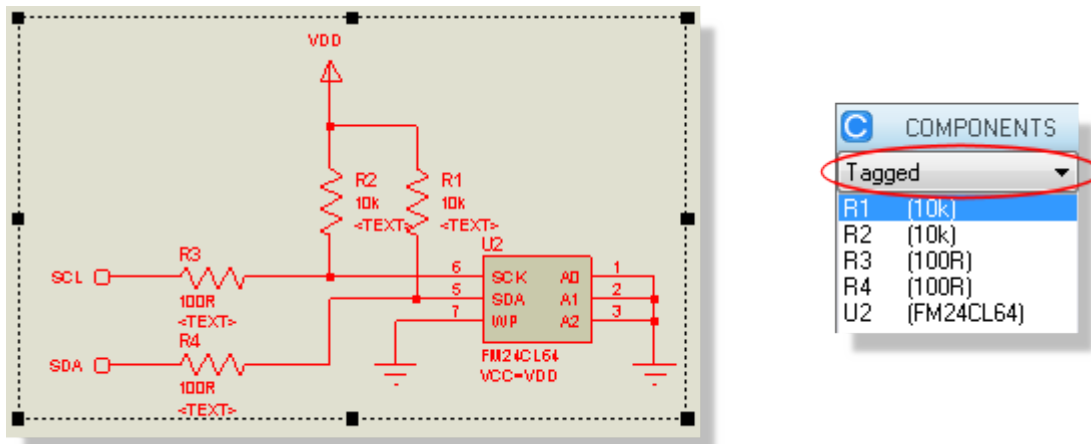 VDD
R2
10k
<TEXT>
R1
10k
<TEXT>
U2
SCL
R3
100R
<TEXT>
SDA
R4
100R
<TEXT>
6 SCK A0 1
5 SDA A1 2
7 WP A2 3
FM24CL64
VCC=VDD
C COMPONENTS
Tagged
R1 (10k)
R2 (10k)
R3 (100R)
R4 (100R)
U2 (FM24CL64)